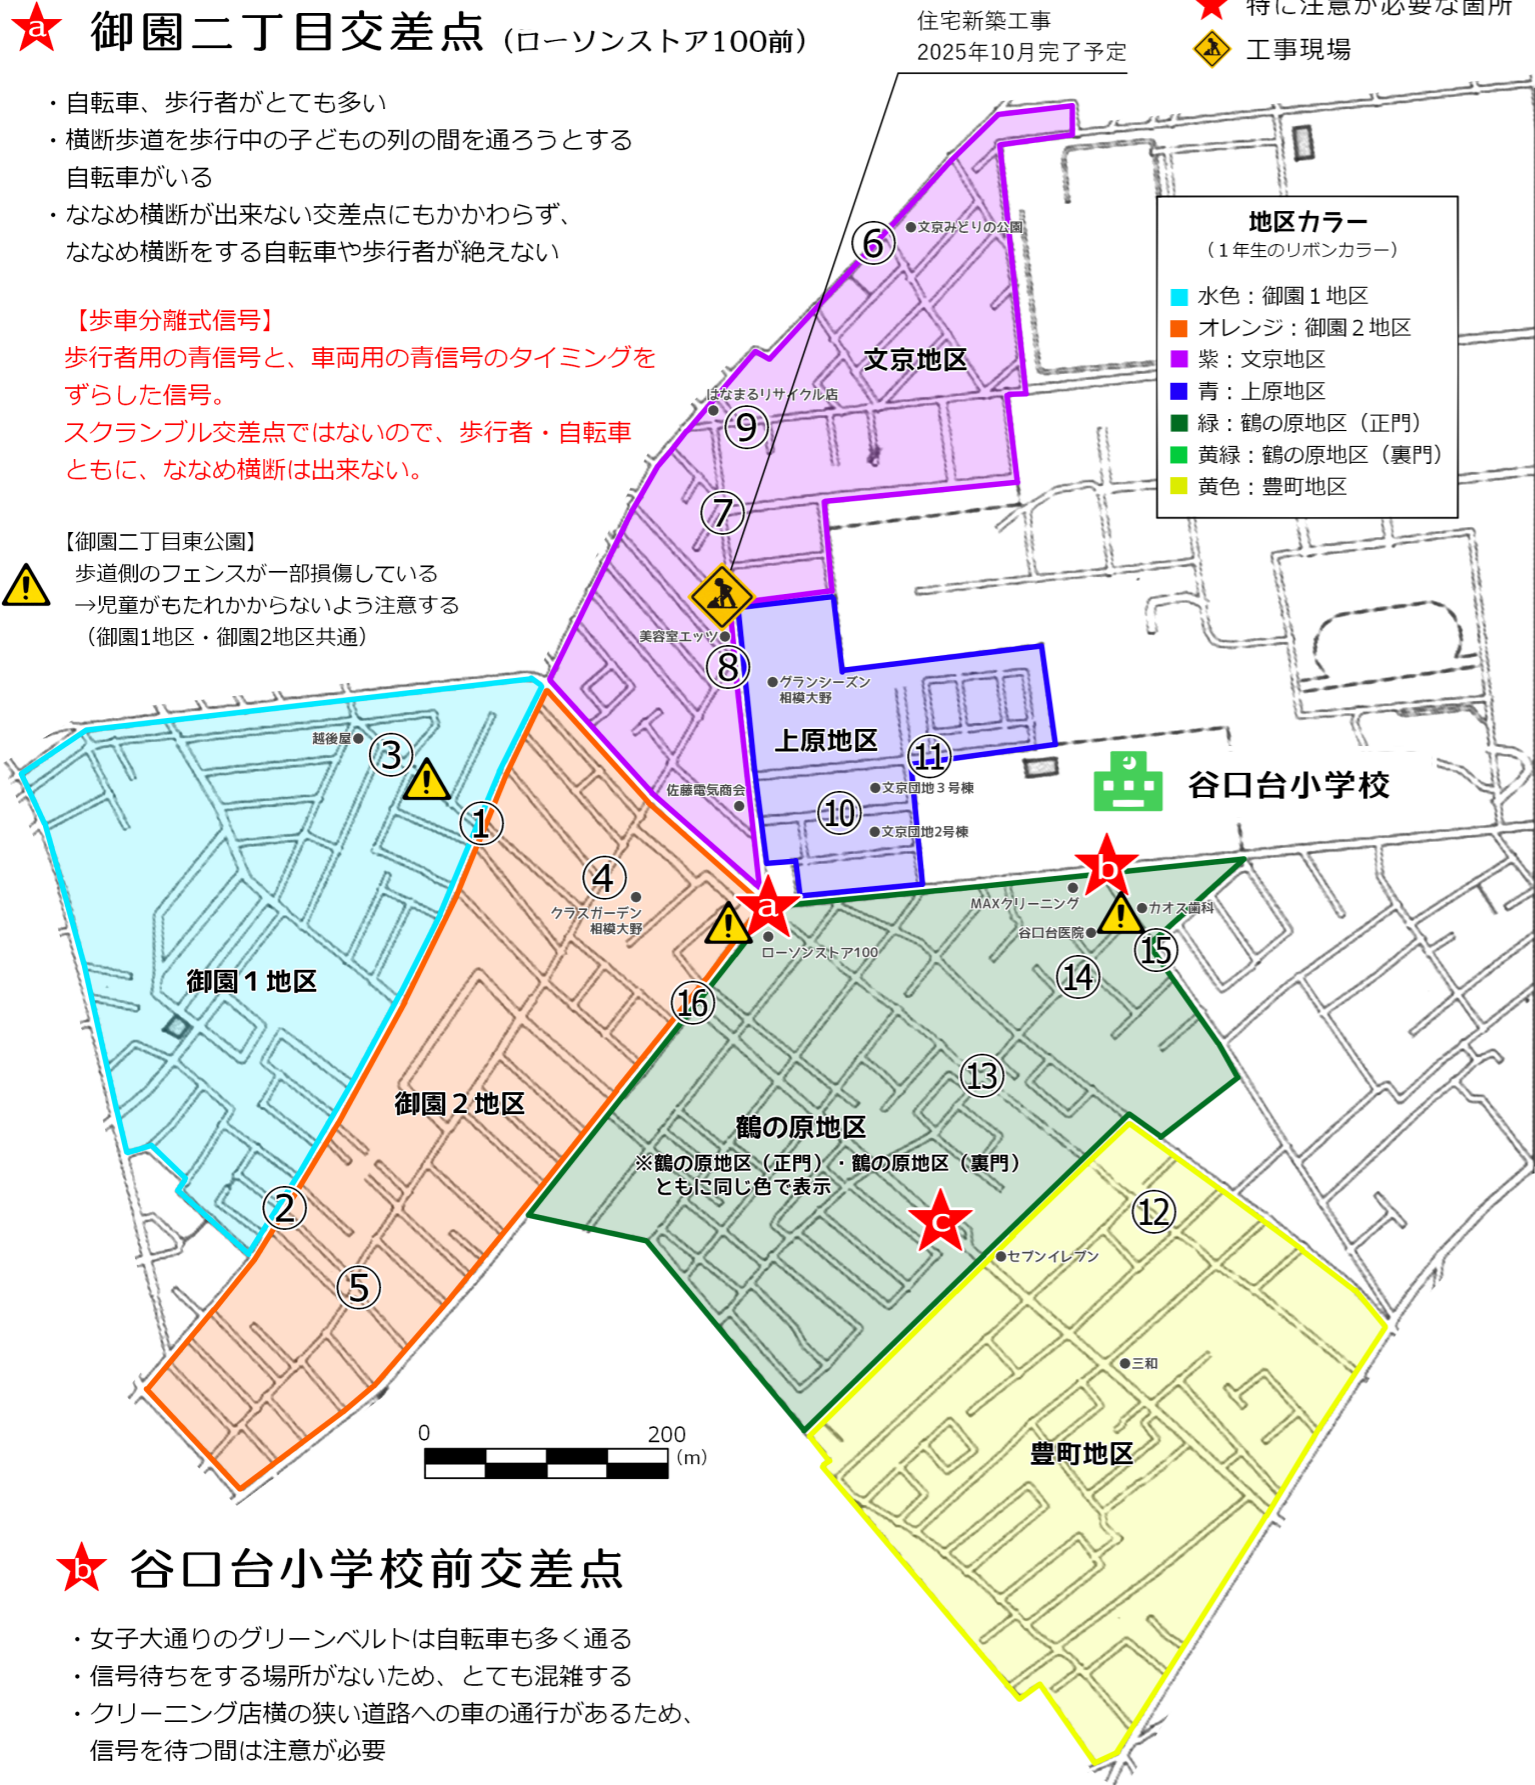 a 御園二丁目交差点（ローソンストア100前）
・自転車、歩行者がとても多い
・横断歩道を歩行中の子どもの列の間を通ろうとする
自転車がいる
・ななめ横断が出来ない交差点にもかかわらず、
ななめ横断をする自転車や歩行者が絶えない
【歩車分離式信号】
歩行者用の青信号と、車両用の青信号のタイミングを
ずらした信号。
スクランブル交差点ではないので、歩行者・自転車
ともに、ななめ横断は出来ない。
【御園二丁目東公園】
歩道側のフェンスが一部損傷している
→児童がもたれかからないよう注意する
（御園1地区・御園2地区共通）
住宅新築工事
2025年10月完了予定
特に注意が必要な箇所
工事現場
地区カラー
（１年生のリボンカラー）
水色：御園１地区
オレンジ：御園２地区
紫：文京地区
青：上原地区
緑：鶴の原地区（正門）
黄緑：鶴の原地区（裏門）
黄色：豊町地区
⑥
●文京みどりの公園
文京地区
はなまるリサイクル店
⑨
⑦
美容室エッツ●
⑧
●グランシーズン
相模大野
上原地区
⑪
●文京団地３号棟
⑩
●文京団地2号棟
佐藤電気商会
谷口台小学校
越後屋●
③
①
④
クラスガーデン
相模大野
a
ローソンストア100
b
MAXクリーニング
●カオス歯科
谷口台医院●
⑮
⑭
御園１地区
⑯
⑬
御園２地区
鶴の原地区
※鶴の原地区（正門）・鶴の原地区（裏門）
ともに同じ色で表示
c
②
⑫
●セブンイレブン
⑤
●三和
豊町地区
0 200
（m）
b 谷口台小学校前交差点
・女子大通りのグリーンベルトは自転車も多く通る
・信号待ちをする場所がないため、とても混雑する
・クリーニング店横の狭い道路への車の通行があるため、
信号を待つ間は注意が必要